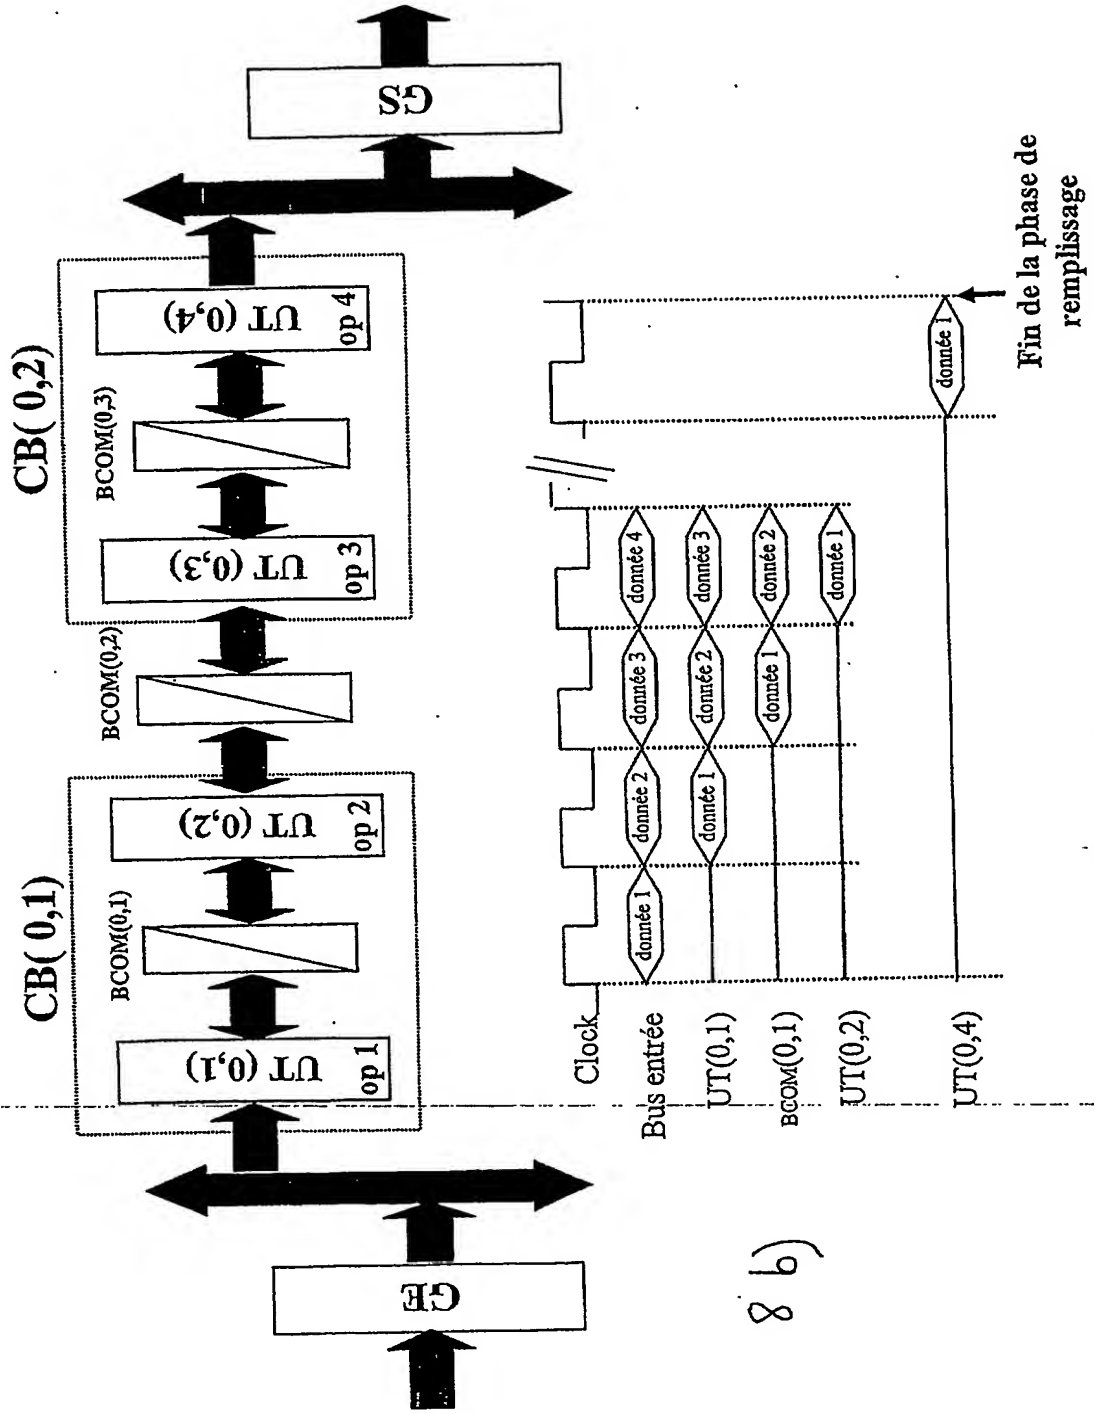 CB( 0,1)
CB( 0,2)
BCOM(0,1)
BCOM(0,2)
BCOM(0,3)
GE
UT (0,1)
op 1
UT (0,2)
op 2
UT (0,3)
op 3
UT (0,4)
op 4
GS
Clock
Bus entrée
donnée 1
donnée 2
donnée 3
donnée 4
UT(0,1)
donnée 1
donnée 2
donnée 3
BCOM(0,1)
donnée 1
donnée 2
UT(0,2)
donnée 1
UT(0,4)
donnée 1
Fin de la phase de
remplissage
8 b)